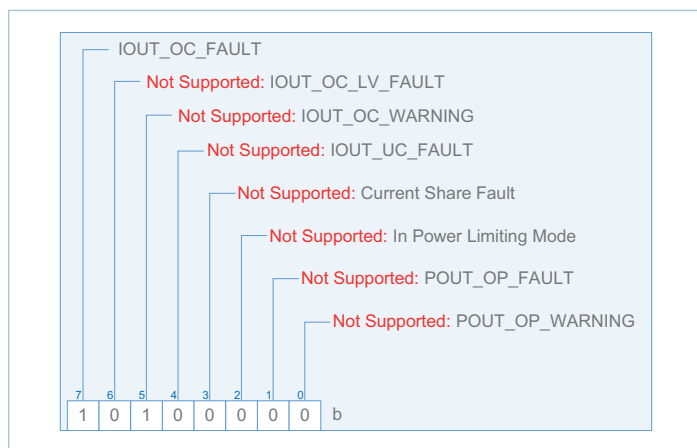 IOUT_OC_FAULT
Not Supported: IOUT_OC_LV_FAULT
Not Supported: IOUT_OC_WARNING
Not Supported: IOUT_UC_FAULT
Not Supported: Current Share Fault
Not Supported: In Power Limiting Mode
Not Supported: POUT_OP_FAULT
Not Supported: POUT_OP_WARNING
7 6 5 4 3 2 1 0
1 0 1 0 0 0 0 0 b